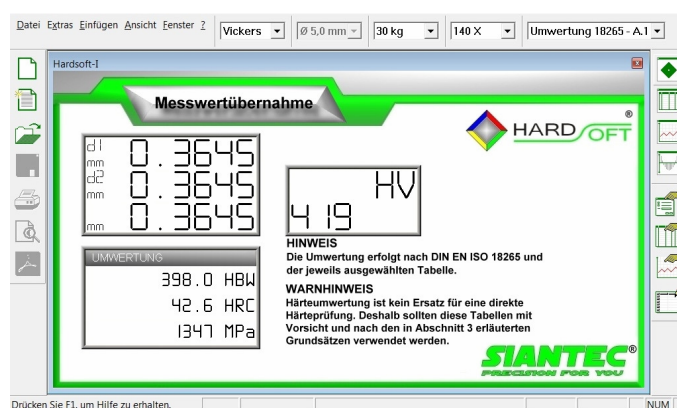 Datei Extras Einfügen Ansicht Fenster ?
Vickers
Ø 5,0 mm
30 kg
140 X
Umwertung 18265 - A.1
Hardsoft-I
Messwertübernahme
HARDSOFT®
d1 mm 0.3645
d2 mm 0.3645
mm 0.3645
HV
419
UMWERTUNG
398.0 HBW
42.6 HRC
1347 MPa
HINWEIS
Die Umwertung erfolgt nach DIN EN ISO 18265 und
der jeweils ausgewählten Tabelle.
WARNHINWEIS
Härteumwertung ist kein Ersatz für eine direkte
Härteprüfung. Deshalb sollten diese Tabellen mit
Vorsicht und nach den in Abschnitt 3 erläuterten
Grundsätzen verwendet werden.
SIANTEC®
PRECISION FOR YOU
Drücken Sie F1, um Hilfe zu erhalten.
NUM